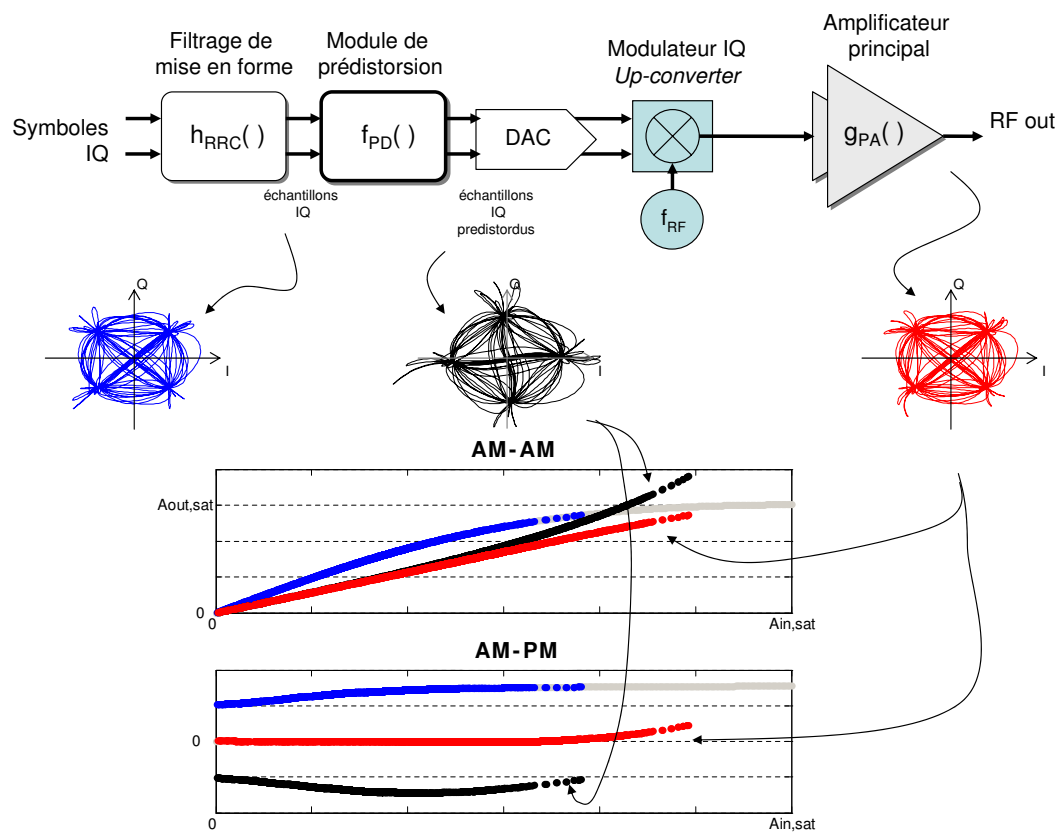 Filtrage de
mise en forme
Module de
prédistorsion
Modulateur IQ
Up-converter
Amplificateur
principal
Symboles
IQ
hRRC( )
fPD( )
DAC
gPA( )
RF out
fRF
échantillons
IQ
échantillons
IQ
predistordus
Q
I
Q
I
Q
I
AM-AM
Aout,sat
0
0
Ain,sat
AM-PM
0
0
Ain,sat